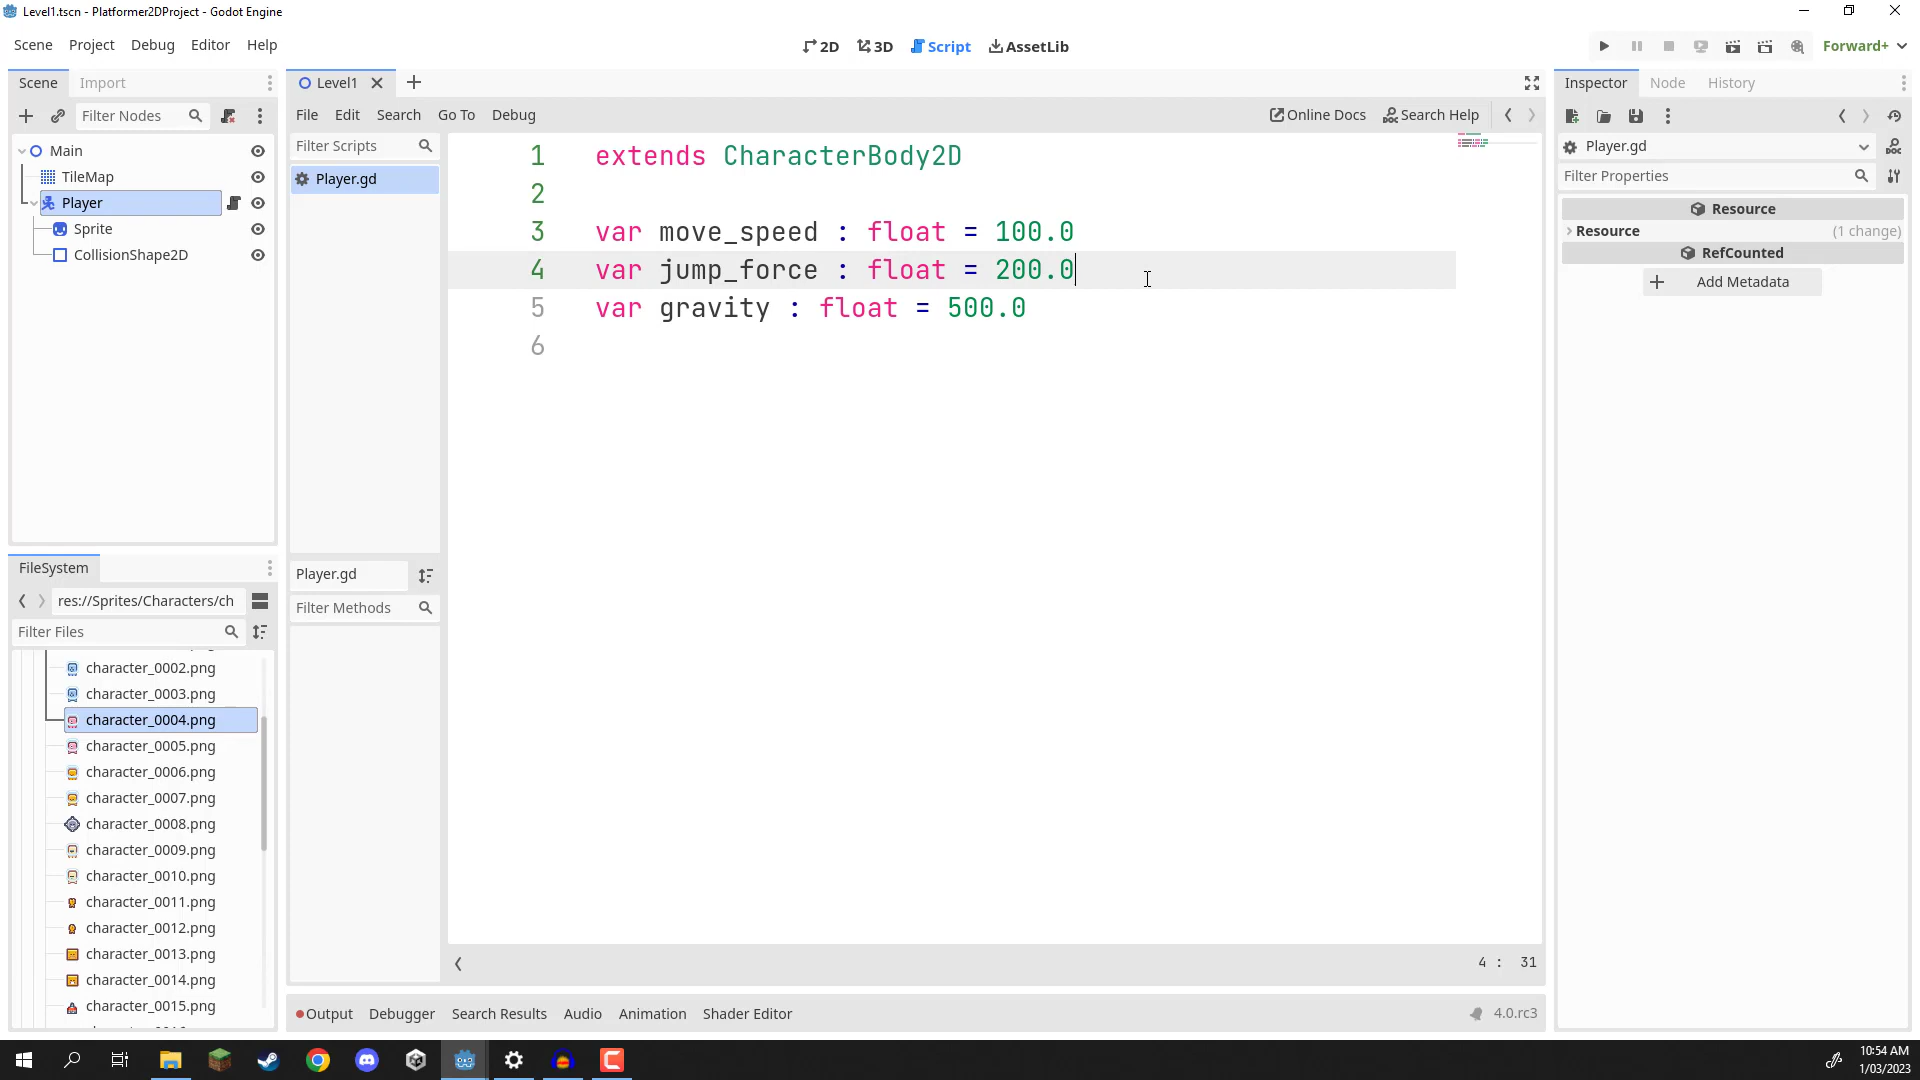 Level1.tscn - Platformer2DProject - Godot Engine
Scene Project Debug Editor Help
2D 3D Script AssetLib
Forward+
Scene Import
Filter Nodes
Main
TileMap
Player
Sprite
CollisionShape2D
FileSystem
res://Sprites/Characters/ch
Filter Files
character_0002.png
character_0003.png
character_0004.png
character_0005.png
character_0006.png
character_0007.png
character_0008.png
character_0009.png
character_0010.png
character_0011.png
character_0012.png
character_0013.png
character_0014.png
character_0015.png
Level1
File Edit Search Go To Debug
Online Docs Search Help
Filter Scripts
Player.gd
Player.gd
Filter Methods
1 extends CharacterBody2D
2
3 var move_speed : float = 100.0
4 var jump_force : float = 200.0
5 var gravity : float = 500.0
6
4 : 31
Output Debugger Search Results Audio Animation Shader Editor
4.0.rc3
Inspector Node History
Player.gd
Filter Properties
Resource
Resource (1 change)
RefCounted
Add Metadata
10:54 AM
1/03/2023